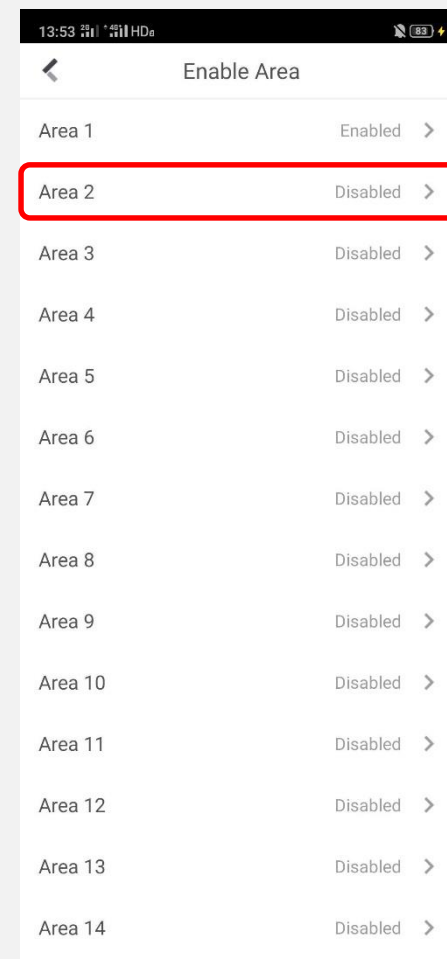 13:53 HD
83
Enable Area
Area 1 Enabled
Area 2 Disabled
Area 3 Disabled
Area 4 Disabled
Area 5 Disabled
Area 6 Disabled
Area 7 Disabled
Area 8 Disabled
Area 9 Disabled
Area 10 Disabled
Area 11 Disabled
Area 12 Disabled
Area 13 Disabled
Area 14 Disabled